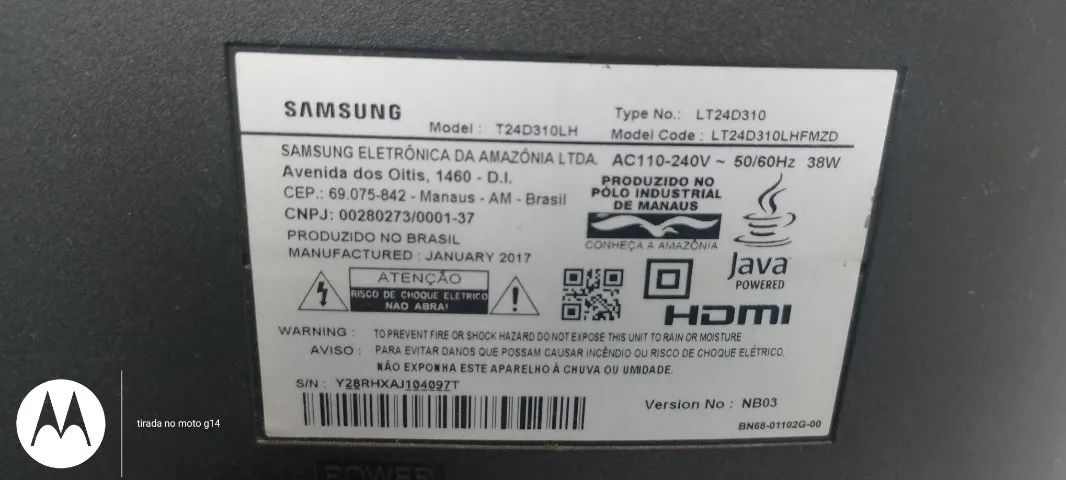 SAMSUNG
Model : T24D310LH
Type No.: LT24D310
Model Code : LT24D310LHFMZD
SAMSUNG ELETRÔNICA DA AMAZÔNIA LTDA.
AC110-240V ~ 50/60Hz 38W
Avenida dos Oitis, 1460 - D.I.
CEP.: 69.075-842 - Manaus - AM - Brasil
CNPJ: 00280273/0001-37
PRODUZIDO NO BRASIL
MANUFACTURED : JANUARY 2017
PRODUZIDO NO
PÓLO INDUSTRIAL
DE MANAUS
CONHEÇA A AMAZÔNIA
Java
POWERED
ATENÇÃO
RISCO DE CHOQUE ELÉTRICO
NÃO ABRA!
HDMI
WARNING : TO PREVENT FIRE OR SHOCK HAZARD DO NOT EXPOSE THIS UNIT TO RAIN OR MOISTURE
AVISO : PARA EVITAR DANOS QUE POSSAM CAUSAR INCÊNDIO OU RISCO DE CHOQUE ELÉTRICO,
NÃO EXPONHA ESTE APARELHO À CHUVA OU UMIDADE.
S/N : Y28RHXAJ104097T
Version No : NB03
BN68-01102G-00
POWER
tirada no moto g14